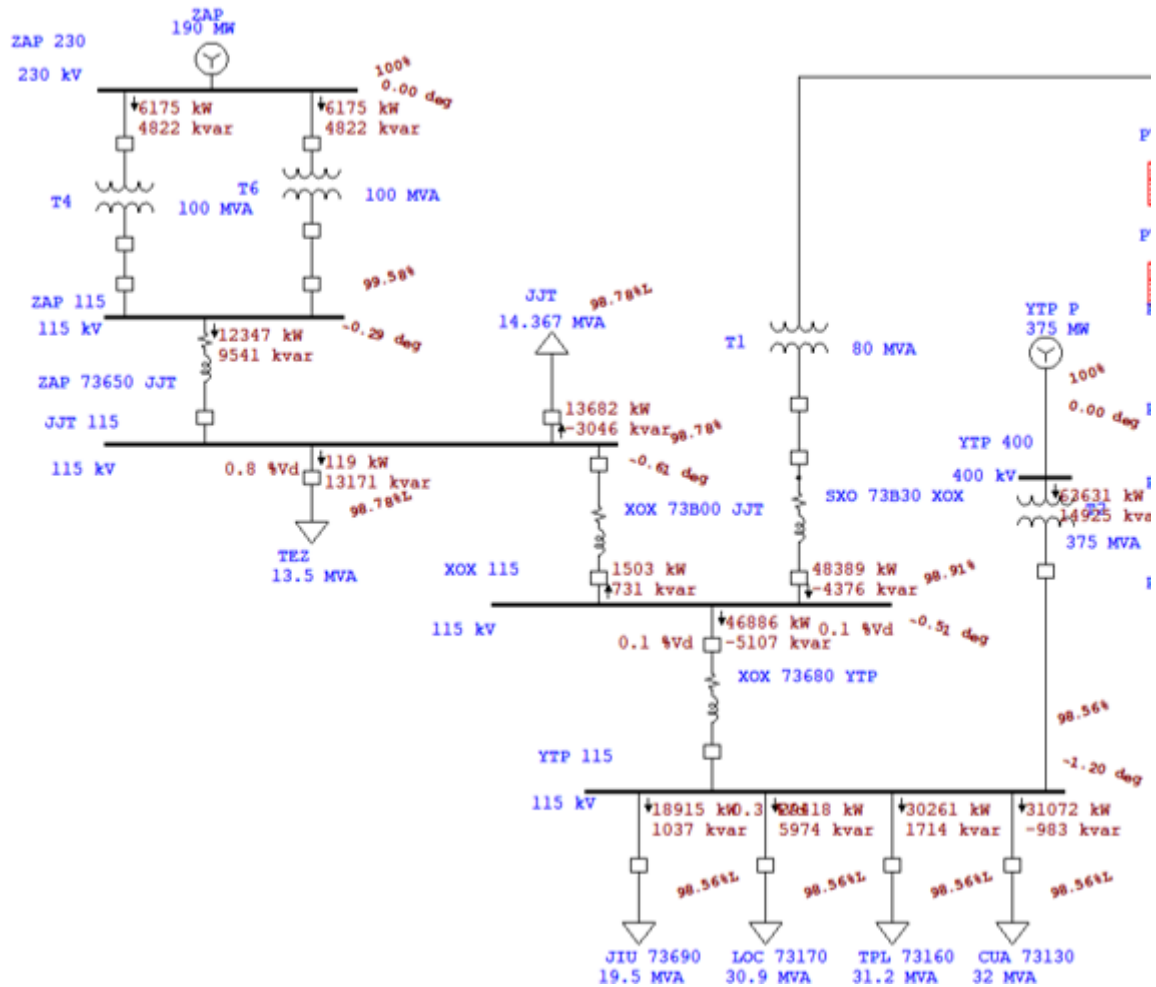 ZAP
190 MW
ZAP 230
230 kV
100%
0.00 deg
6175 kW
4822 kvar
6175 kW
4822 kvar
T4
100 MVA
T6
100 MVA
99.58%
ZAP 115
115 kV
-0.29 deg
12347 kW
9541 kvar
ZAP 73650 JJT
JJT
14.367 MVA
98.78%L
T1
80 MVA
YTP P
375 MW
100%
0.00 deg
JJT 115
115 kV
13682 kW
-3046 kvar
98.78%
-0.61 deg
0.8 %Vd
119 kW
13171 kvar
98.78%L
TEZ
13.5 MVA
XOX 73B00 JJT
SXO 73B30 XOX
YTP 400
400 kV
63631 kW
14925 kva
375 MVA
XOX 115
115 kV
1503 kW
731 kvar
48389 kW
-4376 kvar
98.91%
-0.51 deg
46886 kW
-5107 kvar
0.1 %Vd
0.1 %Vd
XOX 73680 YTP
98.56%
-1.20 deg
YTP 115
115 kV
18915 kW
1037 kvar
5974 kvar
30261 kW
1714 kvar
31072 kW
-983 kvar
98.56%L
98.56%L
98.56%L
98.56%L
JIU 73690
19.5 MVA
LOC 73170
30.9 MVA
TPL 73160
31.2 MVA
CUA 73130
32 MVA